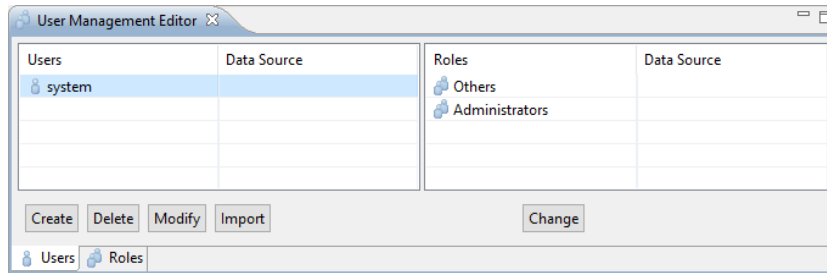 User Management Editor
Users Data Source Roles Data Source
system Others
Administrators
Create Delete Modify Import Change
Users Roles